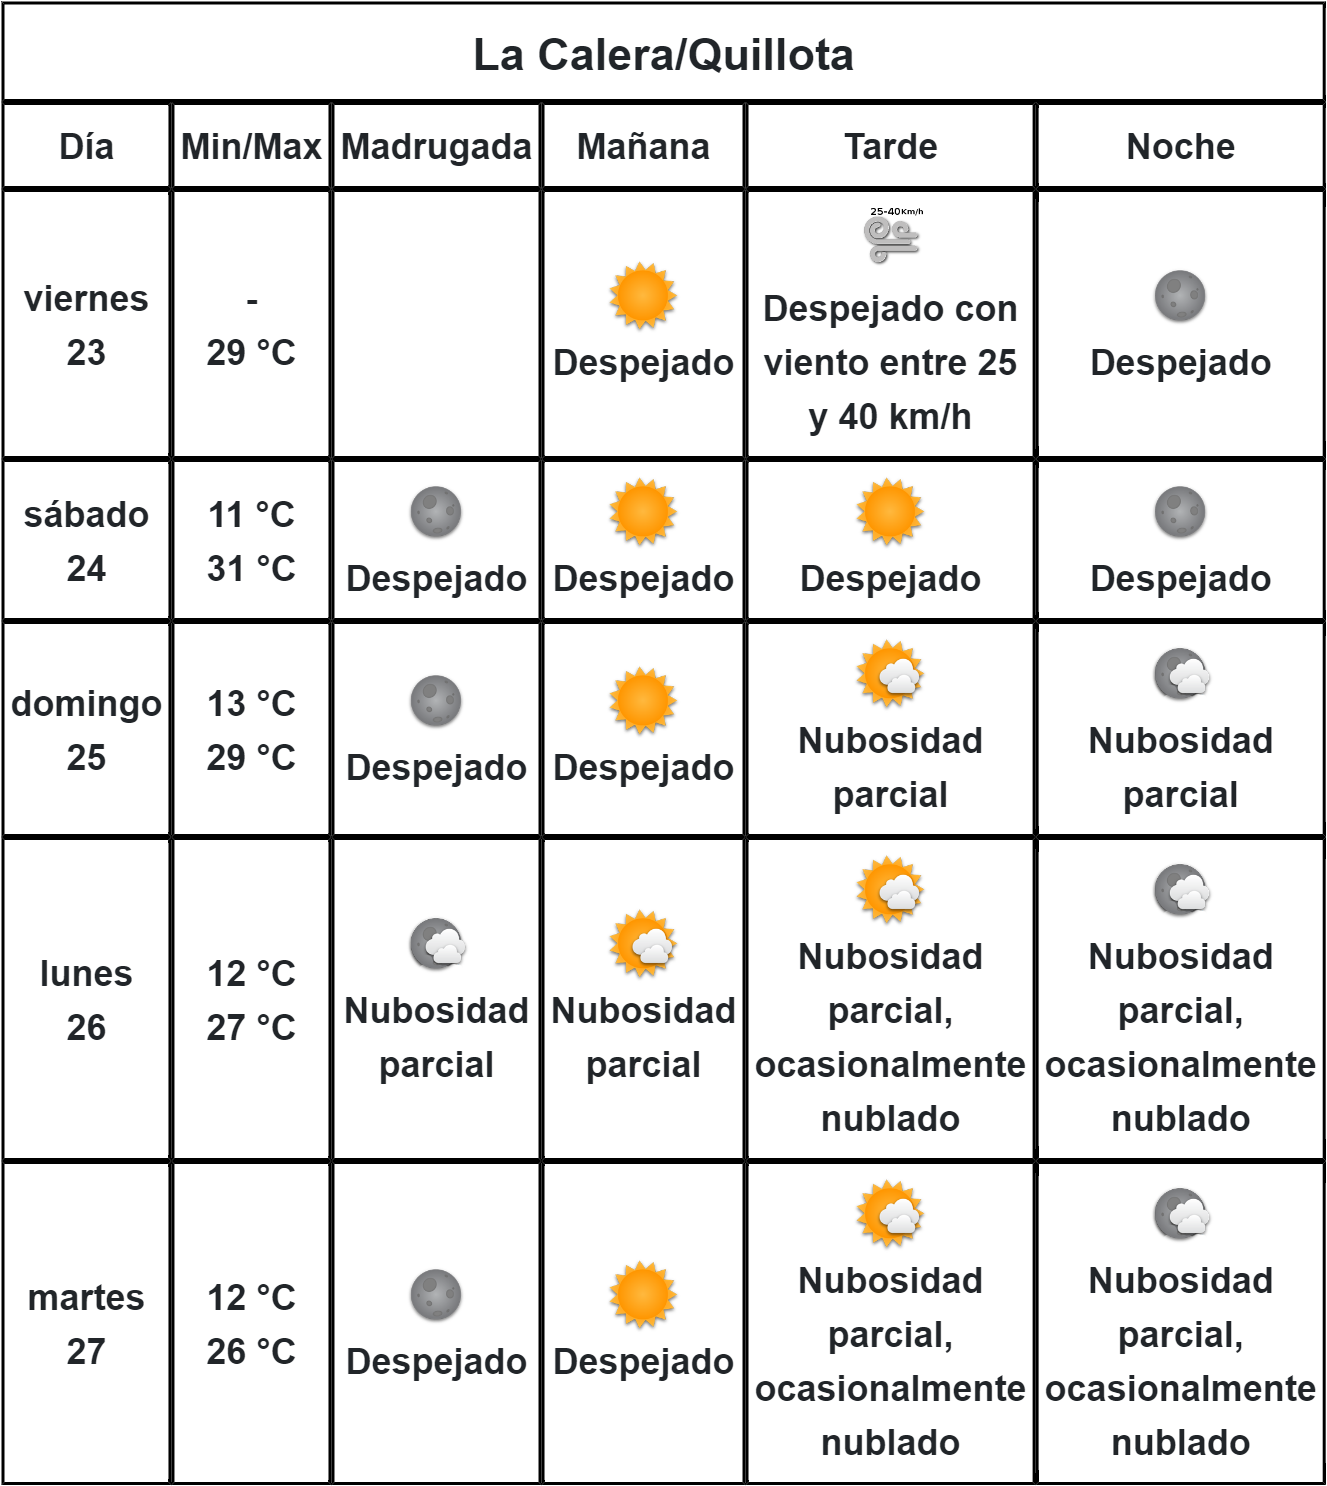 La Calera/Quillota
Día Min/Max Madrugada Mañana Tarde Noche
viernes
23
-
29 °C
Despejado
25-40Km/h
Despejado con
viento entre 25
y 40 km/h
Despejado
sábado
24
11 °C
31 °C
Despejado
Despejado
Despejado
Despejado
domingo
25
13 °C
29 °C
Despejado
Despejado
Nubosidad
parcial
Nubosidad
parcial
lunes
26
12 °C
27 °C
Nubosidad
parcial
Nubosidad
parcial
Nubosidad
parcial,
ocasionalmente
nublado
Nubosidad
parcial,
ocasionalmente
nublado
martes
27
12 °C
26 °C
Despejado
Despejado
Nubosidad
parcial,
ocasionalmente
nublado
Nubosidad
parcial,
ocasionalmente
nublado